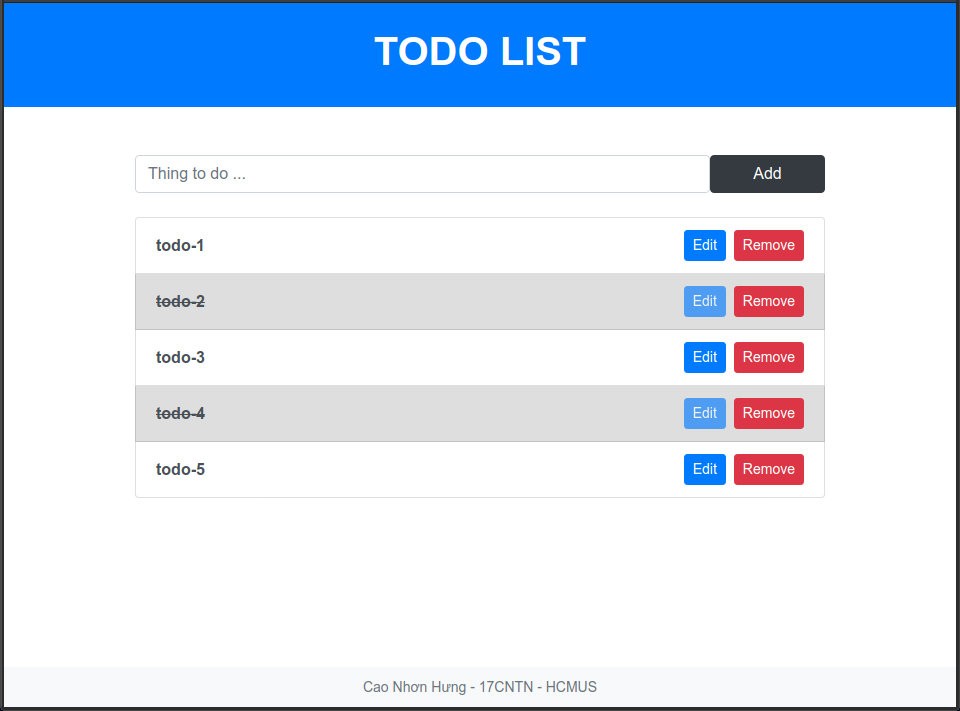 TODO LIST
Thing to do ... Add
todo-1 Edit Remove
todo-2 Edit Remove
todo-3 Edit Remove
todo-4 Edit Remove
todo-5 Edit Remove
Cao Nhơn Hưng - 17CNTN - HCMUS